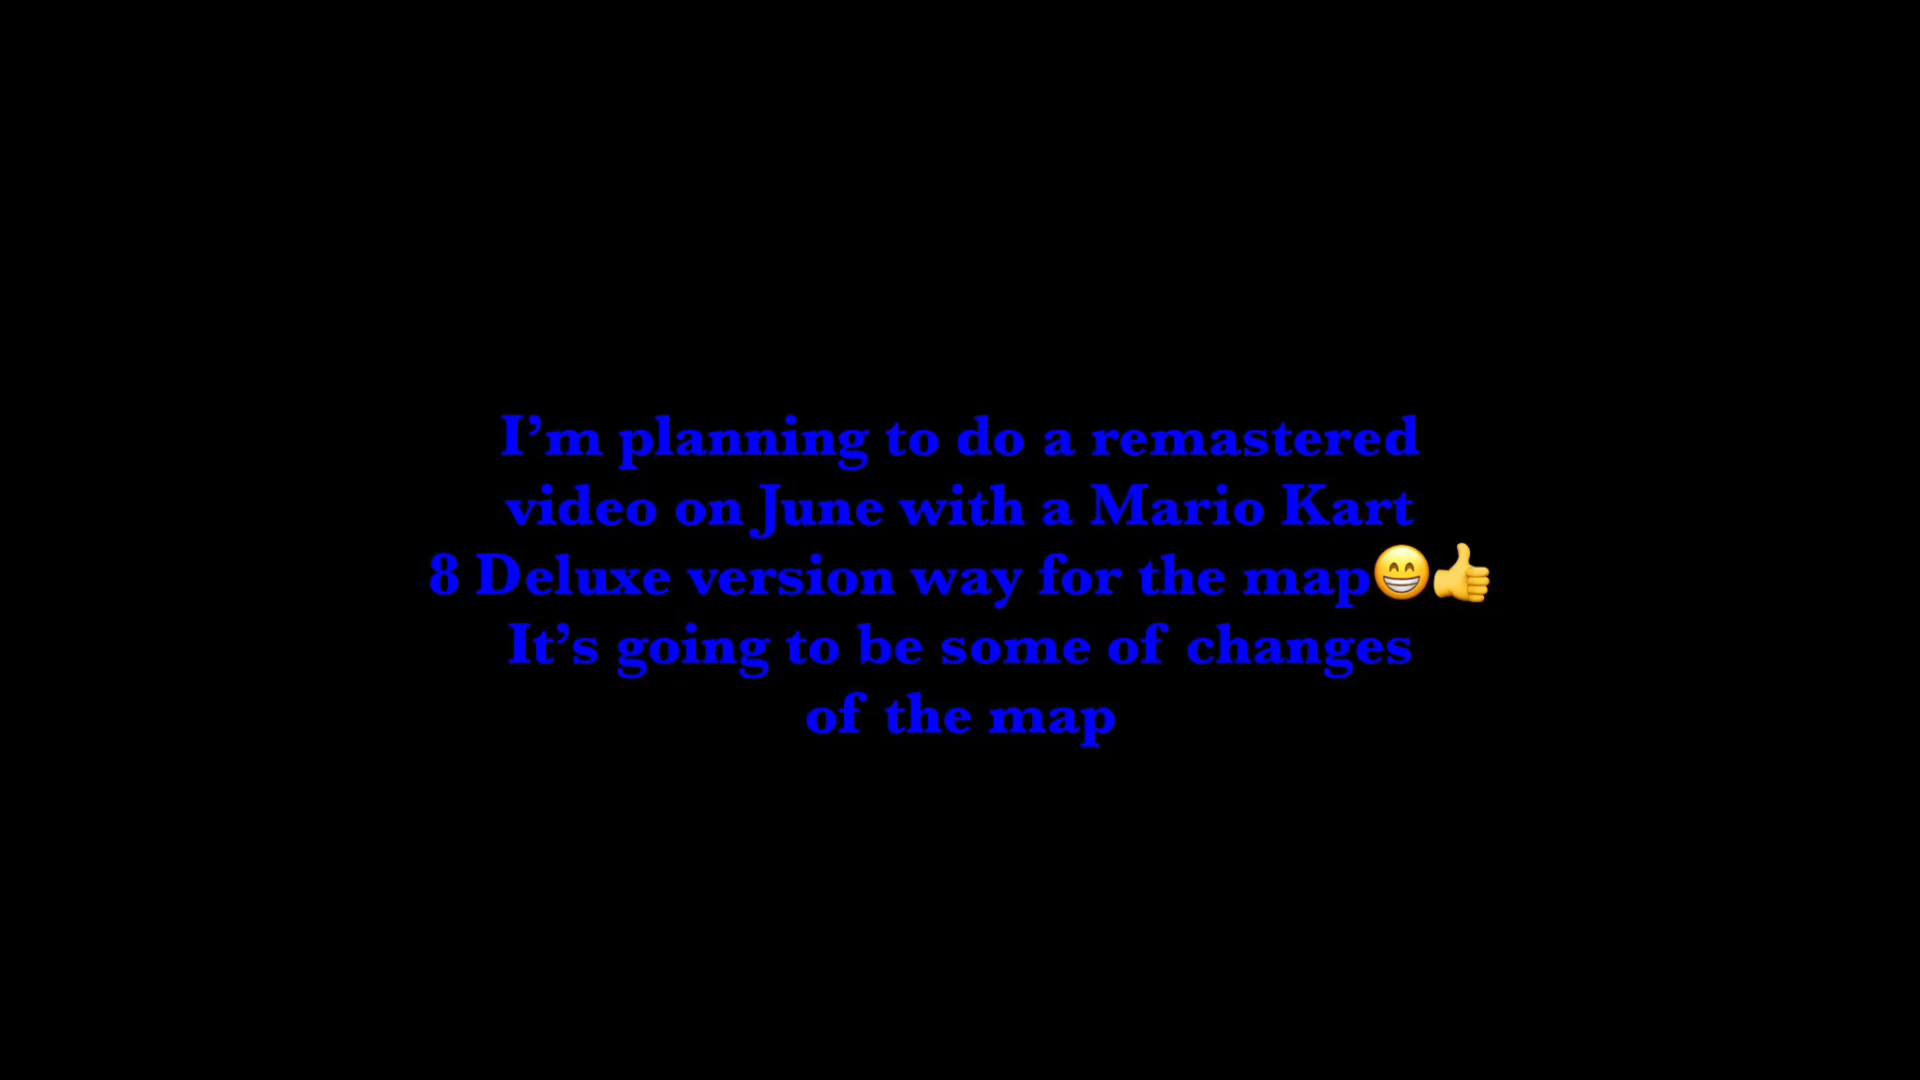 I’m planning to do a remastered
video on June with a Mario Kart
8 Deluxe version way for the map😁👍
It’s going to be some of changes
of the map